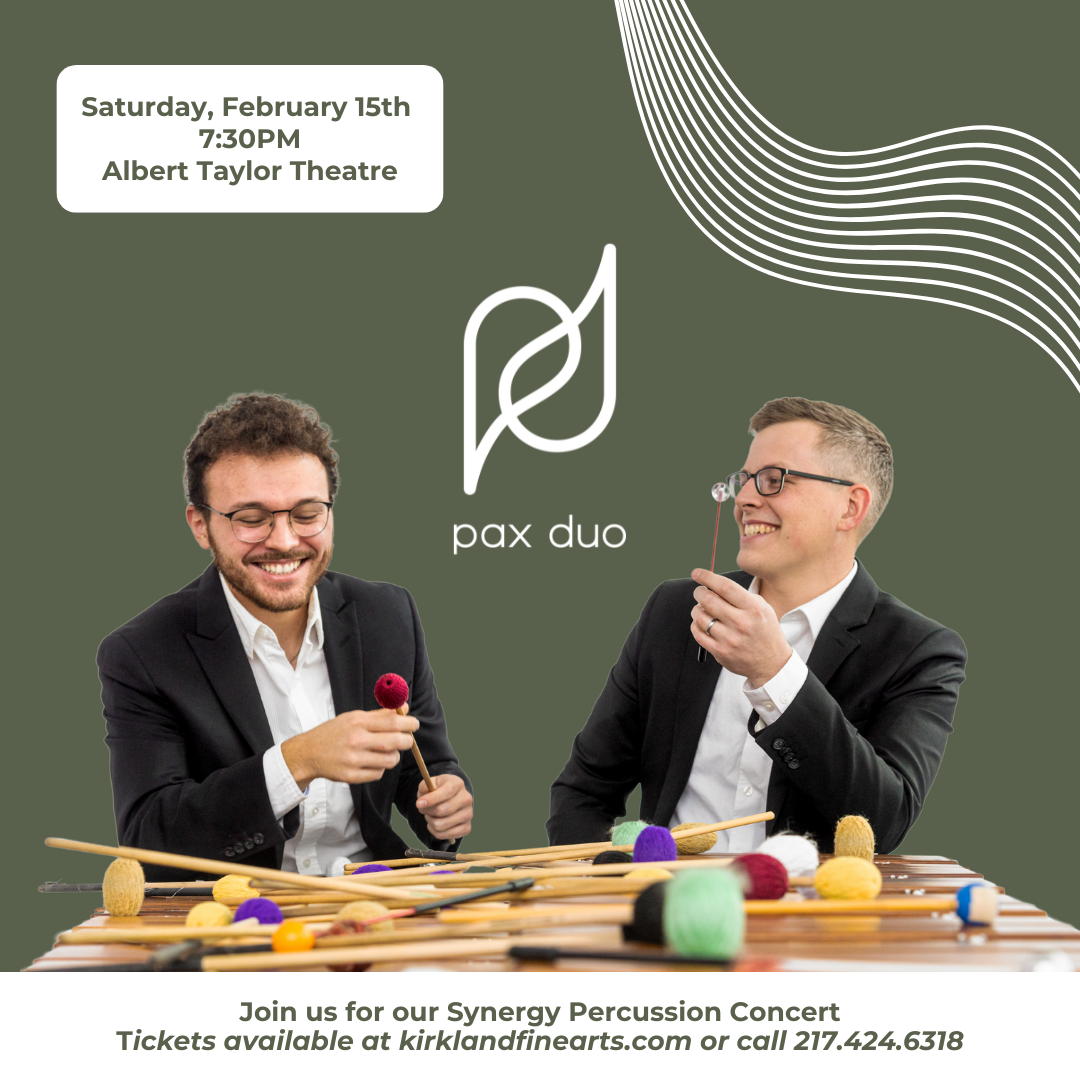 Saturday, February 15th
7:30PM
Albert Taylor Theatre
pax duo
Join us for our Synergy Percussion Concert
Tickets available at kirklandfinearts.com or call 217.424.6318